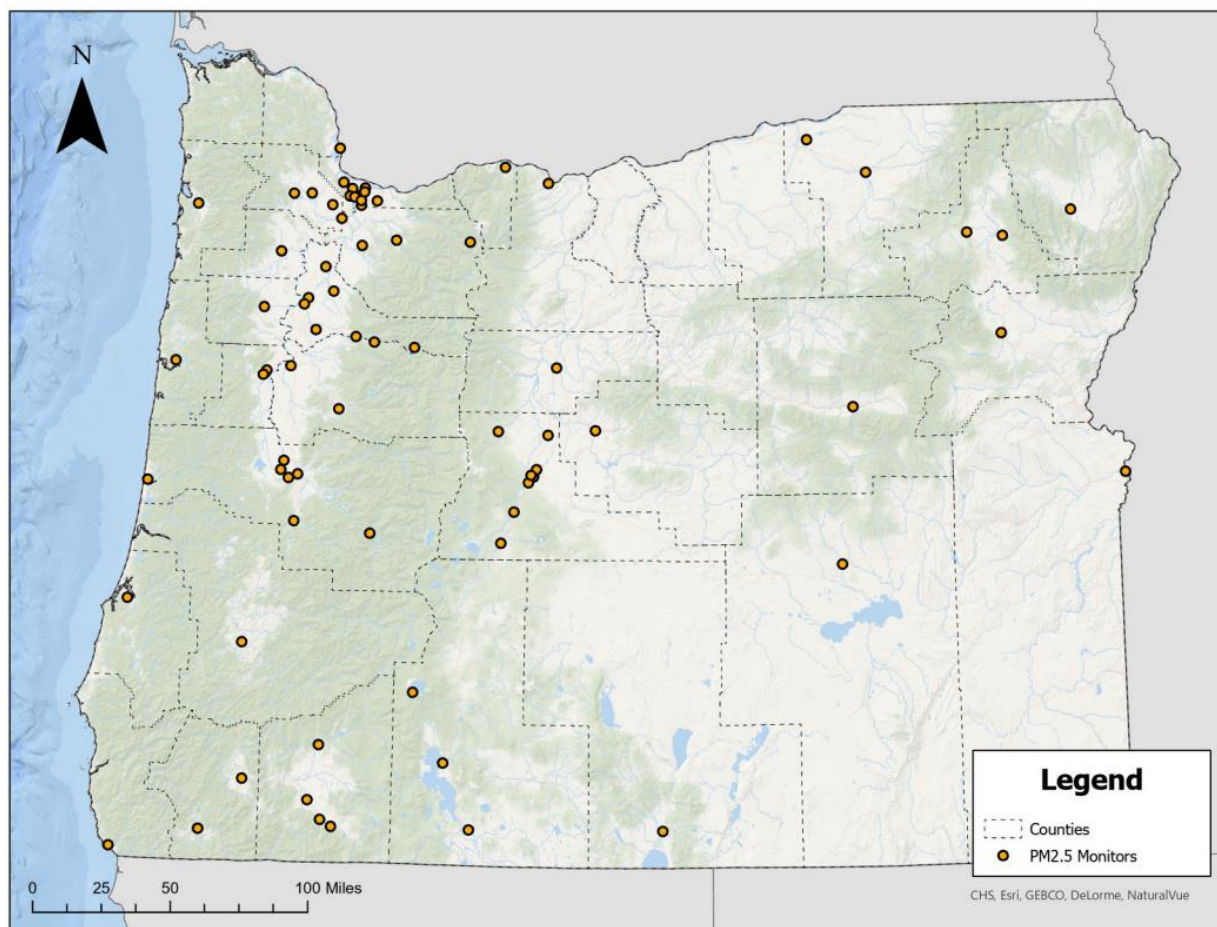 N
Legend
Counties
PM2.5 Monitors
0 25 50 100 Miles
CHS, Esri, GEBCO, DeLorme, NaturalVue